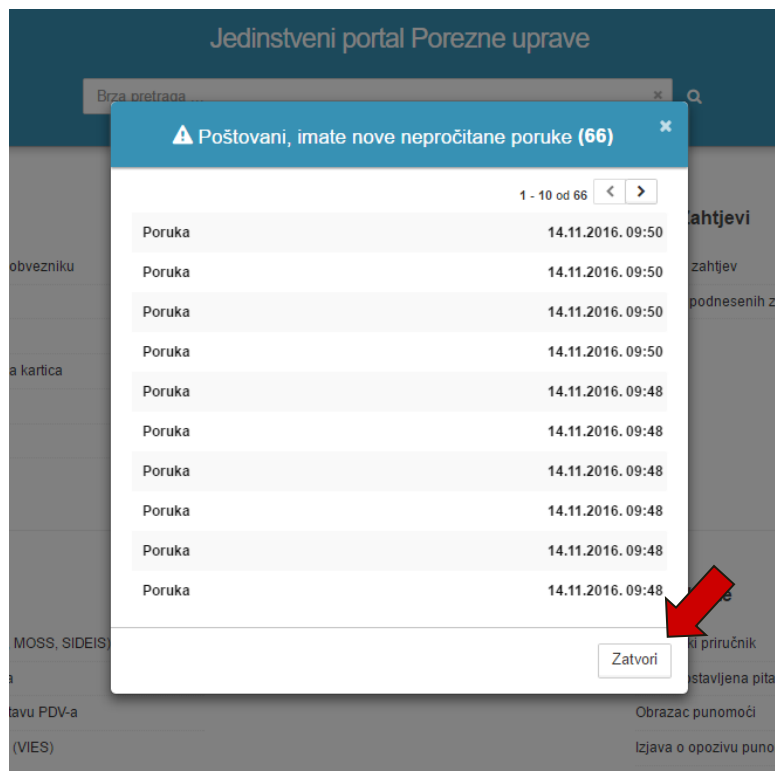 Jedinstveni portal Porezne uprave
Brza pretraga ...
Poštovani, imate nove nepročitane poruke (66)
1 - 10 od 66
Poruka 14.11.2016. 09:50
Poruka 14.11.2016. 09:50
Poruka 14.11.2016. 09:50
Poruka 14.11.2016. 09:50
Poruka 14.11.2016. 09:48
Poruka 14.11.2016. 09:48
Poruka 14.11.2016. 09:48
Poruka 14.11.2016. 09:48
Poruka 14.11.2016. 09:48
Poruka 14.11.2016. 09:48
Zatvori
ahtjevi
obvezniku
zahtjev
podnesenih z
a kartica
MOSS, SIDEIS)
ki priručnik
a
ostavljena pita
tavu PDV-a
Obrazac punomoći
(VIES)
Izjava o opozivu puno